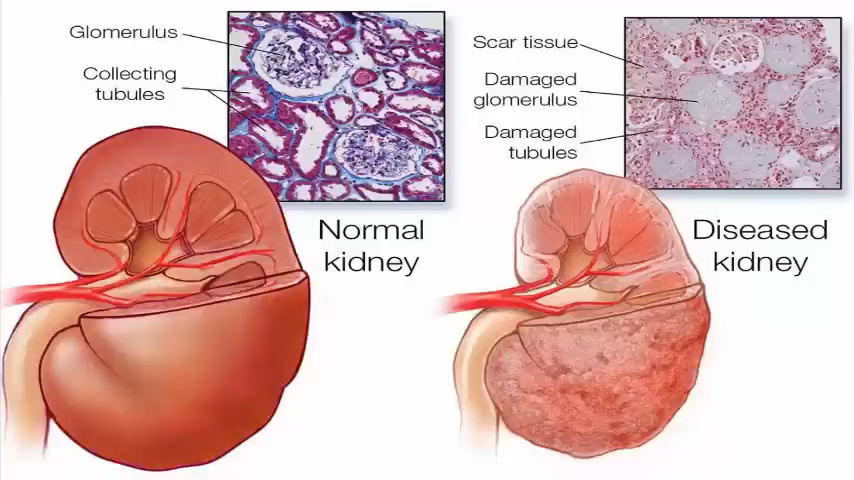 Glomerulus
Collecting
tubules
Normal
kidney
Scar tissue
Damaged
glomerulus
Damaged
tubules
Diseased
kidney